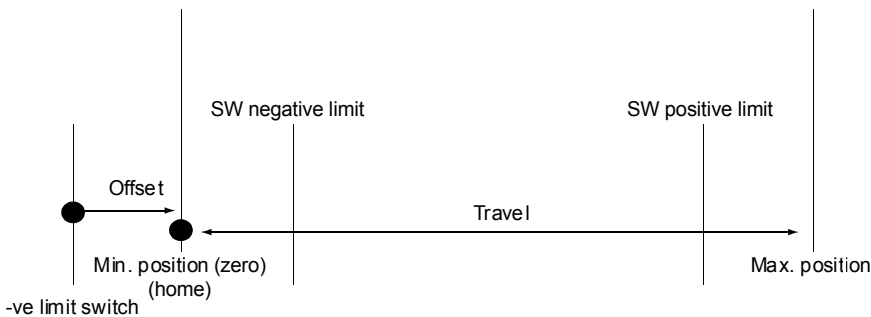 SW negative limit
SW positive limit
Offset
Travel
Min. position (zero)
(home)
Max. position
-ve limit switch